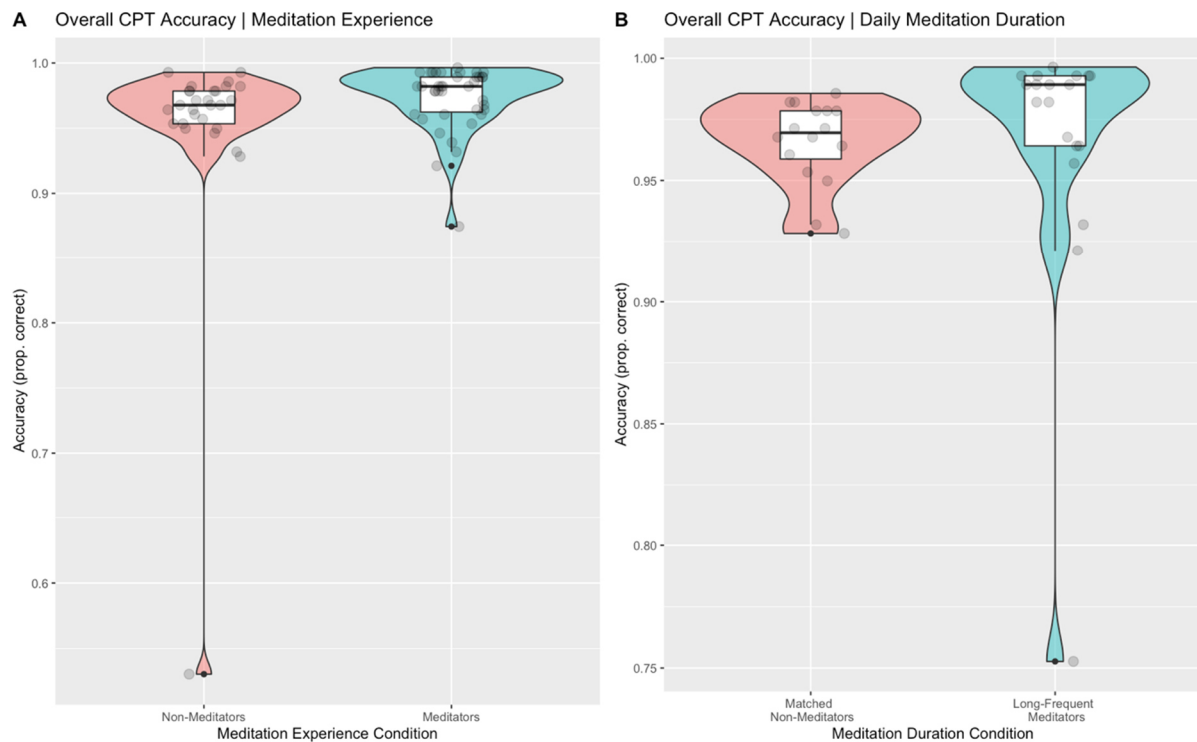 A Overall CPT Accuracy | Meditation Experience
Accuracy (prop. correct)
1.0
0.9
0.8
0.7
0.6
Non-Meditators Meditators
Meditation Experience Condition
B Overall CPT Accuracy | Daily Meditation Duration
Accuracy (prop. correct)
1.00
0.95
0.90
0.85
0.80
0.75
Matched
Non-Meditators
Long-Frequent
Meditators
Meditation Duration Condition